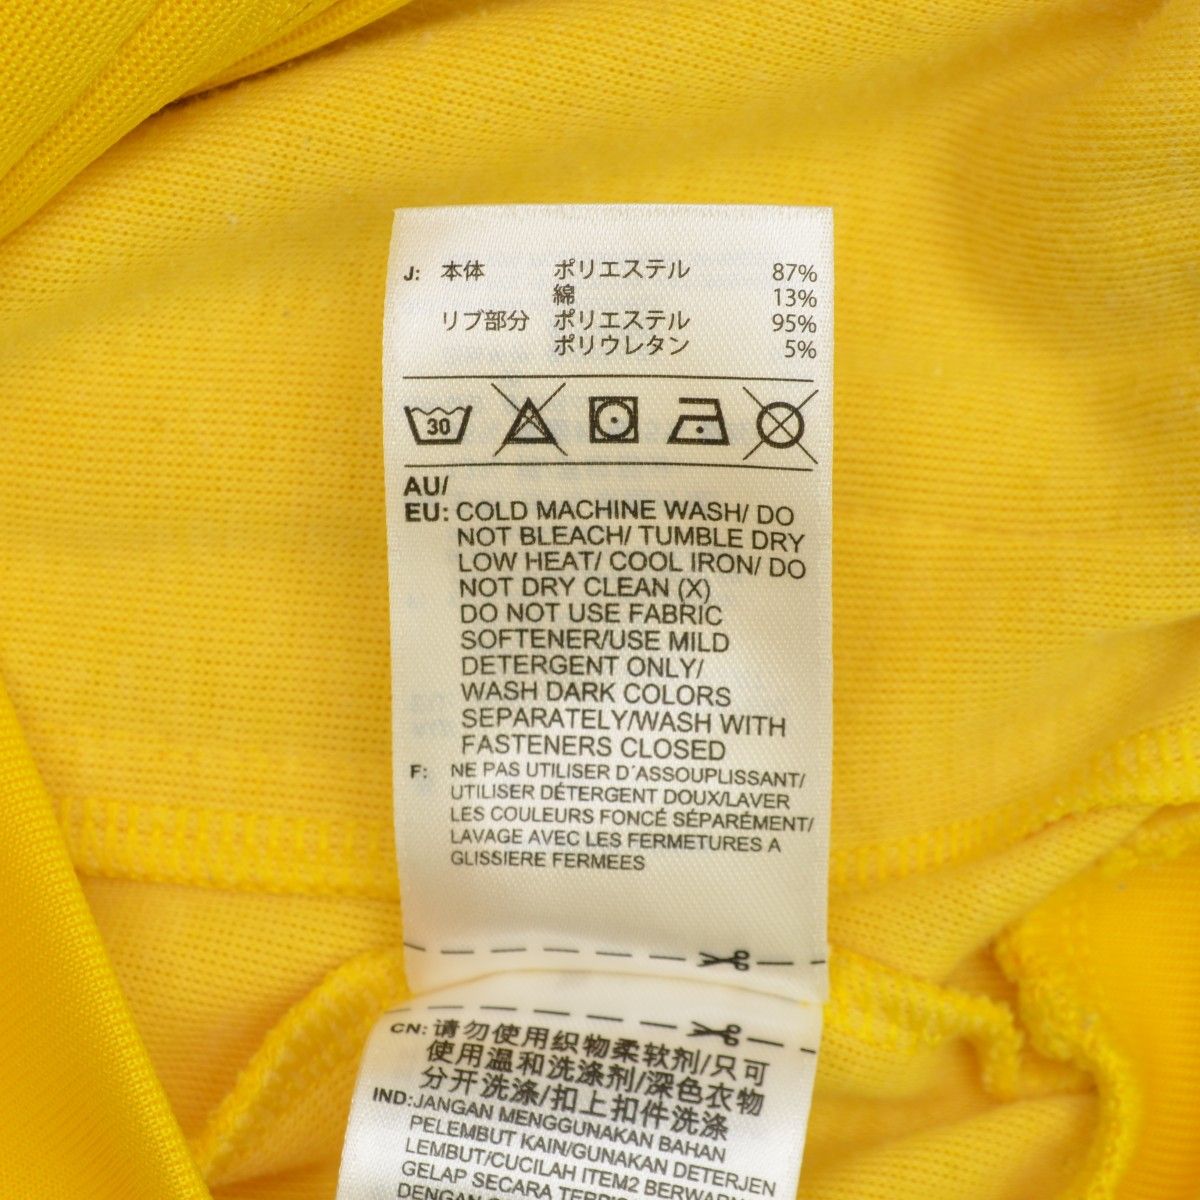 J: 本体 ポリエステル 87%
綿 13%
リブ部分 ポリエステル 95%
ポリウレタン 5%
30
AU/
EU: COLD MACHINE WASH/ DO
NOT BLEACH/ TUMBLE DRY
LOW HEAT/ COOL IRON/ DO
NOT DRY CLEAN (X)
DO NOT USE FABRIC
SOFTENER/USE MILD
DETERGENT ONLY/
WASH DARK COLORS
SEPARATELY/WASH WITH
FASTENERS CLOSED
F: NE PAS UTILISER D´ASSOUPLISSANT/
UTILISER DÉTERGENT DOUX/LAVER
LES COULEURS FONCÉ SÉPARÉMENT/
LAVAGE AVEC LES FERMETURES A
GLISSIERE FERMEES
CN: 请勿使用织物柔软剂/只可
使用温和洗涤剂/深色衣物
分开洗涤/扣上扣件洗涤
IND: JANGAN MENGGUNAKAN BAHAN
PELEMBUT KAIN/GUNAKAN DETERJEN
LEMBUT/CUCILAH ITEM2 BERWARNA
GELAP SECARA
DENGAN